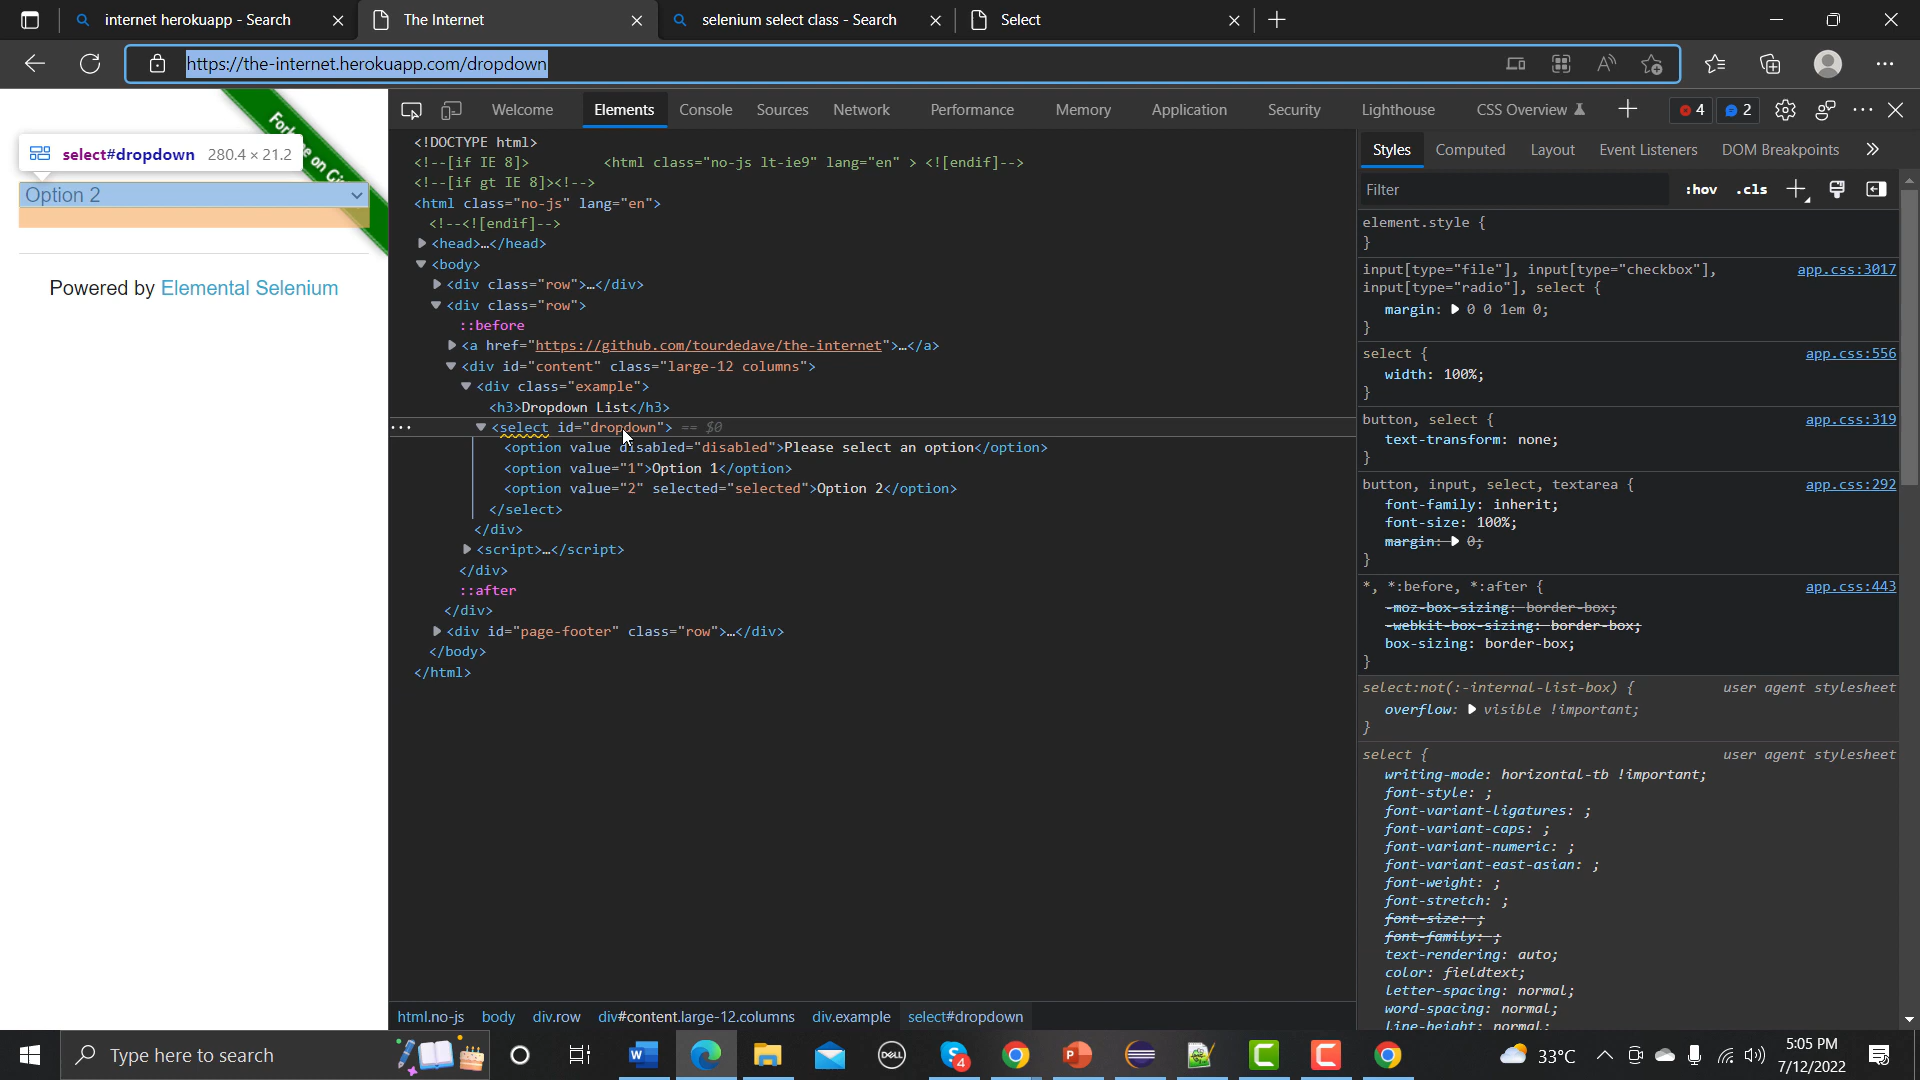 internet herokuapp - Search
The Internet
selenium select class - Search
Select
https://the-internet.herokuapp.com/dropdown
Welcome Elements Console Sources Network Performance Memory Application Security Lighthouse CSS Overview
4 2
Fork me on Gi
select#dropdown 280.4 × 21.2
Option 2
Powered by Elemental Selenium
<!DOCTYPE html>
<!--[if IE 8]> <html class="no-js lt-ie9" lang="en" > <![endif]-->
<!--[if gt IE 8]><!-->
<html class="no-js" lang="en">
<!--<![endif]-->
<head>…</head>
<body>
<div class="row">…</div>
<div class="row">
::before
<a href="https://github.com/tourdedave/the-internet">…</a>
<div id="content" class="large-12 columns">
<div class="example">
<h3>Dropdown List</h3>
<select id="dropdown"> == $0
<option value disabled="disabled">Please select an option</option>
<option value="1">Option 1</option>
<option value="2" selected="selected">Option 2</option>
</select>
</div>
<script>…</script>
</div>
::after
</div>
<div id="page-footer" class="row">…</div>
</body>
</html>
html.no-js body div.row div#content.large-12.columns div.example select#dropdown
Styles Computed Layout Event Listeners DOM Breakpoints
Filter :hov .cls
element.style {
}
input[type="file"], input[type="checkbox"], app.css:3017
input[type="radio"], select {
margin: 0 0 1em 0;
}
select { app.css:556
width: 100%;
}
button, select { app.css:319
text-transform: none;
}
button, input, select, textarea { app.css:292
font-family: inherit;
font-size: 100%;
margin: 0;
}
*, *:before, *:after { app.css:443
-moz-box-sizing: border-box;
-webkit-box-sizing: border-box;
box-sizing: border-box;
}
select:not(:-internal-list-box) { user agent stylesheet
overflow: visible !important;
}
select { user agent stylesheet
writing-mode: horizontal-tb !important;
font-style: ;
font-variant-ligatures: ;
font-variant-caps: ;
font-variant-numeric: ;
font-variant-east-asian: ;
font-weight: ;
font-stretch: ;
font-size: ;
font-family: ;
text-rendering: auto;
color: fieldtext;
letter-spacing: normal;
word-spacing: normal;
line-height: normal;
Type here to search
DELL
4
33°C
5:05 PM
7/12/2022